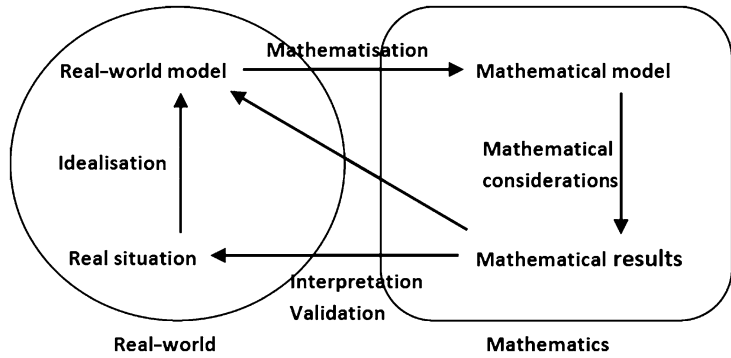 Mathematisation
Real-world model
Mathematical model
Idealisation
Mathematical
considerations
Real situation
Mathematical results
Interpretation
Validation
Real-world
Mathematics